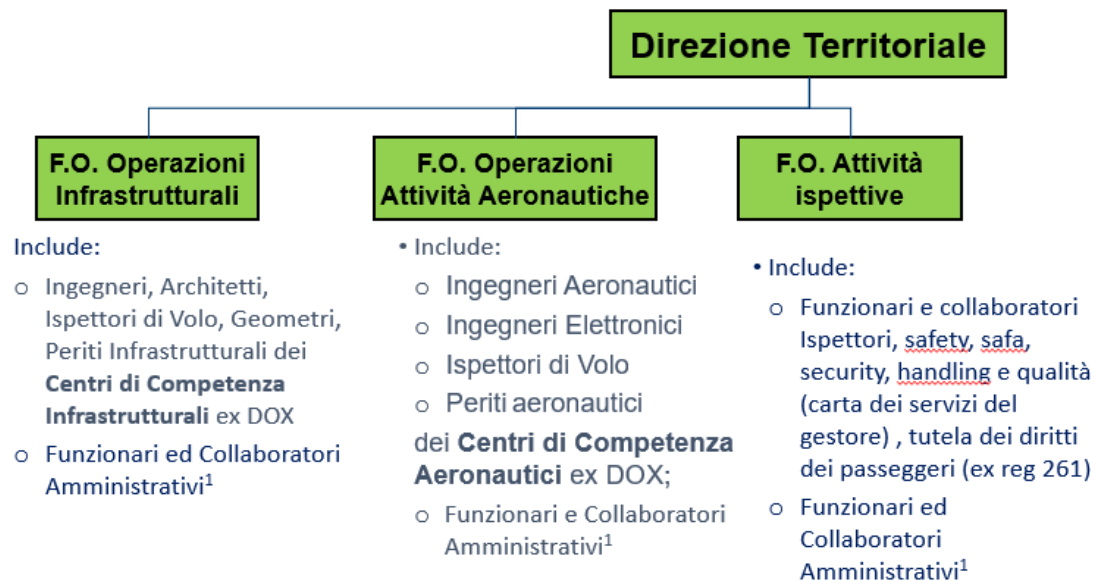 Direzione Territoriale
F.O. Operazioni
Infrastrutturali
Include:
o Ingegneri, Architetti,
Ispettori di Volo, Geometri,
Periti Infrastrutturali dei
Centri di Competenza
Infrastrutturali ex DOX
o Funzionari ed Collaboratori
Amministrativi¹
F.O. Operazioni
Attività Aeronautiche
• Include:
o Ingegneri Aeronautici
o Ingegneri Elettronici
o Ispettori di Volo
o Periti aeronautici
dei Centri di Competenza
Aeronautici ex DOX;
o Funzionari e Collaboratori
Amministrativi¹
F.O. Attività
ispettive
• Include:
o Funzionari e collaboratori
Ispettori, safety, safa,
security, handling e qualità
(carta dei servizi del
gestore) , tutela dei diritti
dei passeggeri (ex reg 261)
o Funzionari ed
Collaboratori
Amministrativi¹